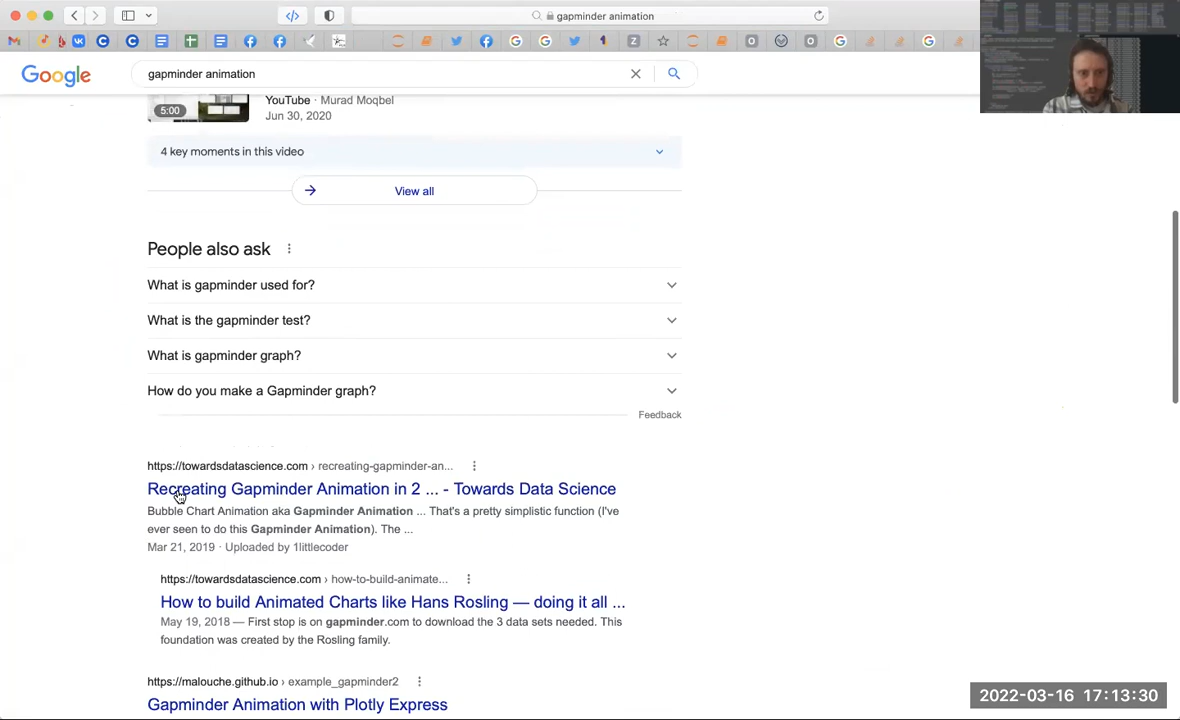 gapminder animation
Google
gapminder animation
5:00
YouTube · Murad Moqbel
Jun 30, 2020
4 key moments in this video
View all
People also ask
What is gapminder used for?
What is the gapminder test?
What is gapminder graph?
How do you make a Gapminder graph?
Feedback
https://towardsdatascience.com › recreating-gapminder-an...
Recreating Gapminder Animation in 2 ... - Towards Data Science
Bubble Chart Animation aka Gapminder Animation ... That's a pretty simplistic function (I've
ever seen to do this Gapminder Animation). The ...
Mar 21, 2019 · Uploaded by 1littlecoder
https://towardsdatascience.com › how-to-build-animate...
How to build Animated Charts like Hans Rosling — doing it all ...
May 19, 2018 — First stop is on gapminder.com to download the 3 data sets needed. This
foundation was created by the Rosling family.
https://malouche.github.io › example_gapminder2
Gapminder Animation with Plotly Express
2022-03-16 17:13:30